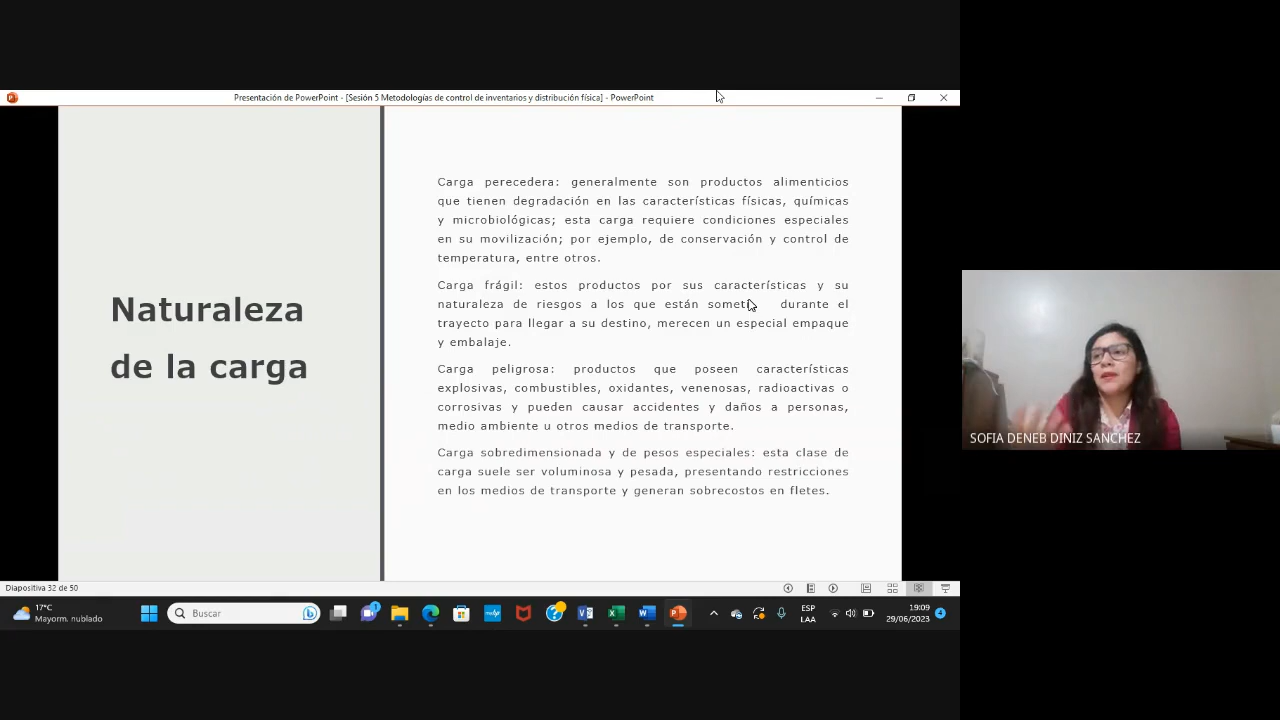 Presentación de PowerPoint - [Sesión 5 Metodologías de control de inventarios y distribución física] - PowerPoint
Naturaleza
de la carga
Carga perecedera: generalmente son productos alimenticios
que tienen degradación en las características físicas, químicas
y microbiológicas; esta carga requiere condiciones especiales
en su movilización; por ejemplo, de conservación y control de
temperatura, entre otros.
Carga frágil: estos productos por sus características y su
naturaleza de riesgos a los que están durante el
trayecto para llegar a su destino, merecen un especial empaque
y embalaje.
Carga peligrosa: productos que poseen características
explosivas, combustibles, oxidantes, venenosas, radioactivas o
corrosivas y pueden causar accidentes y daños a personas,
medio ambiente u otros medios de transporte.
Carga sobredimensionada y de pesos especiales: esta clase de
carga suele ser voluminosa y pesada, presentando restricciones
en los medios de transporte y generan sobrecostos en fletes.
SOFIA DENEB DINIZ SANCHEZ
Diapositiva 32 de 50
17°C
Mayorm. nublado
Buscar
1
ESP
LAA
19:09
29/06/2023
4